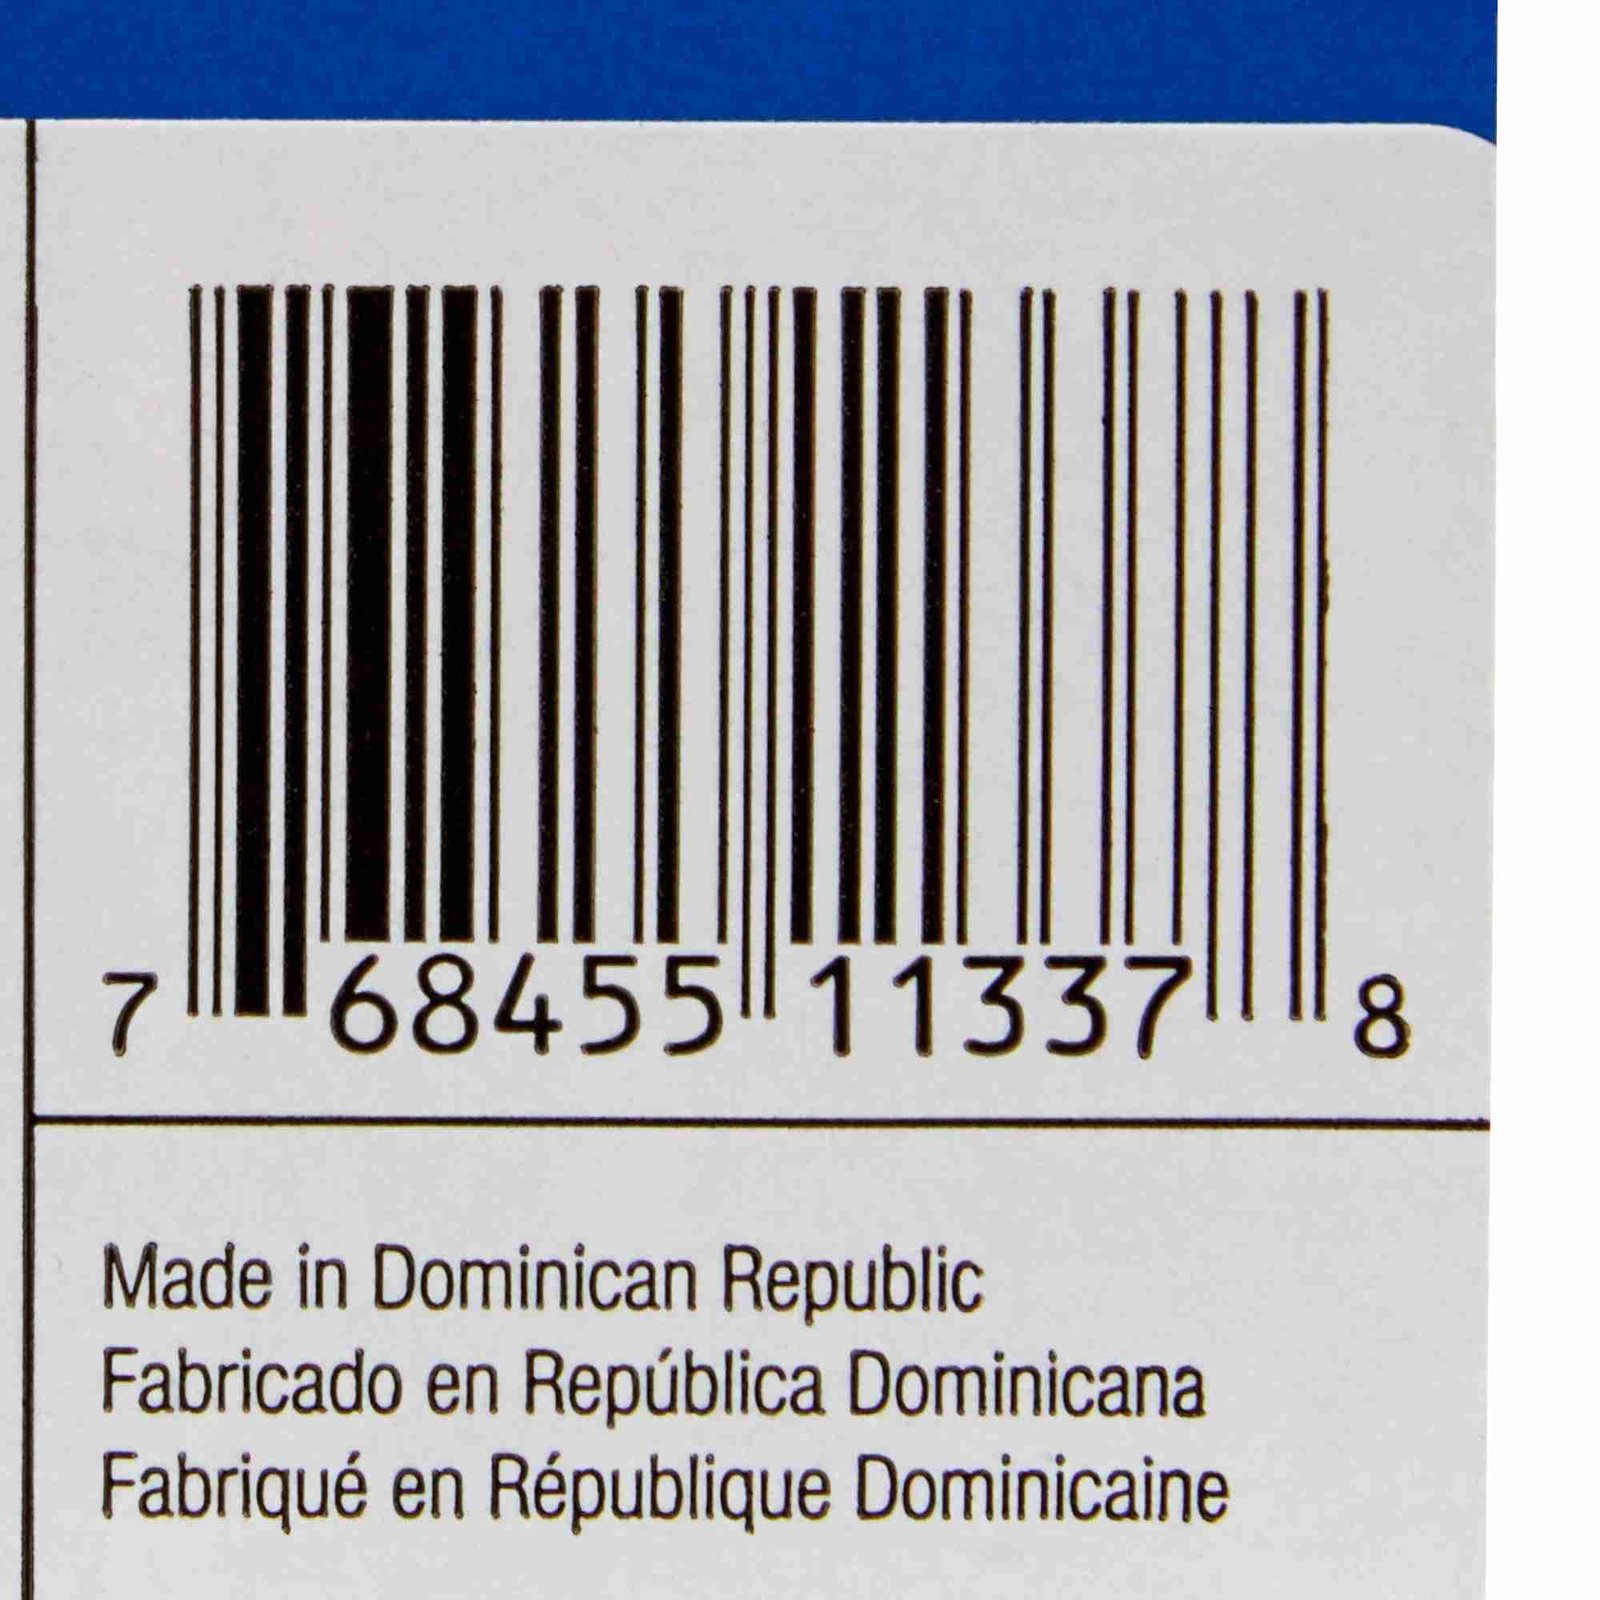 7 68455 11337 8
Made in Dominican Republic
Fabricado en República Dominicana
Fabriqué en République Dominicaine